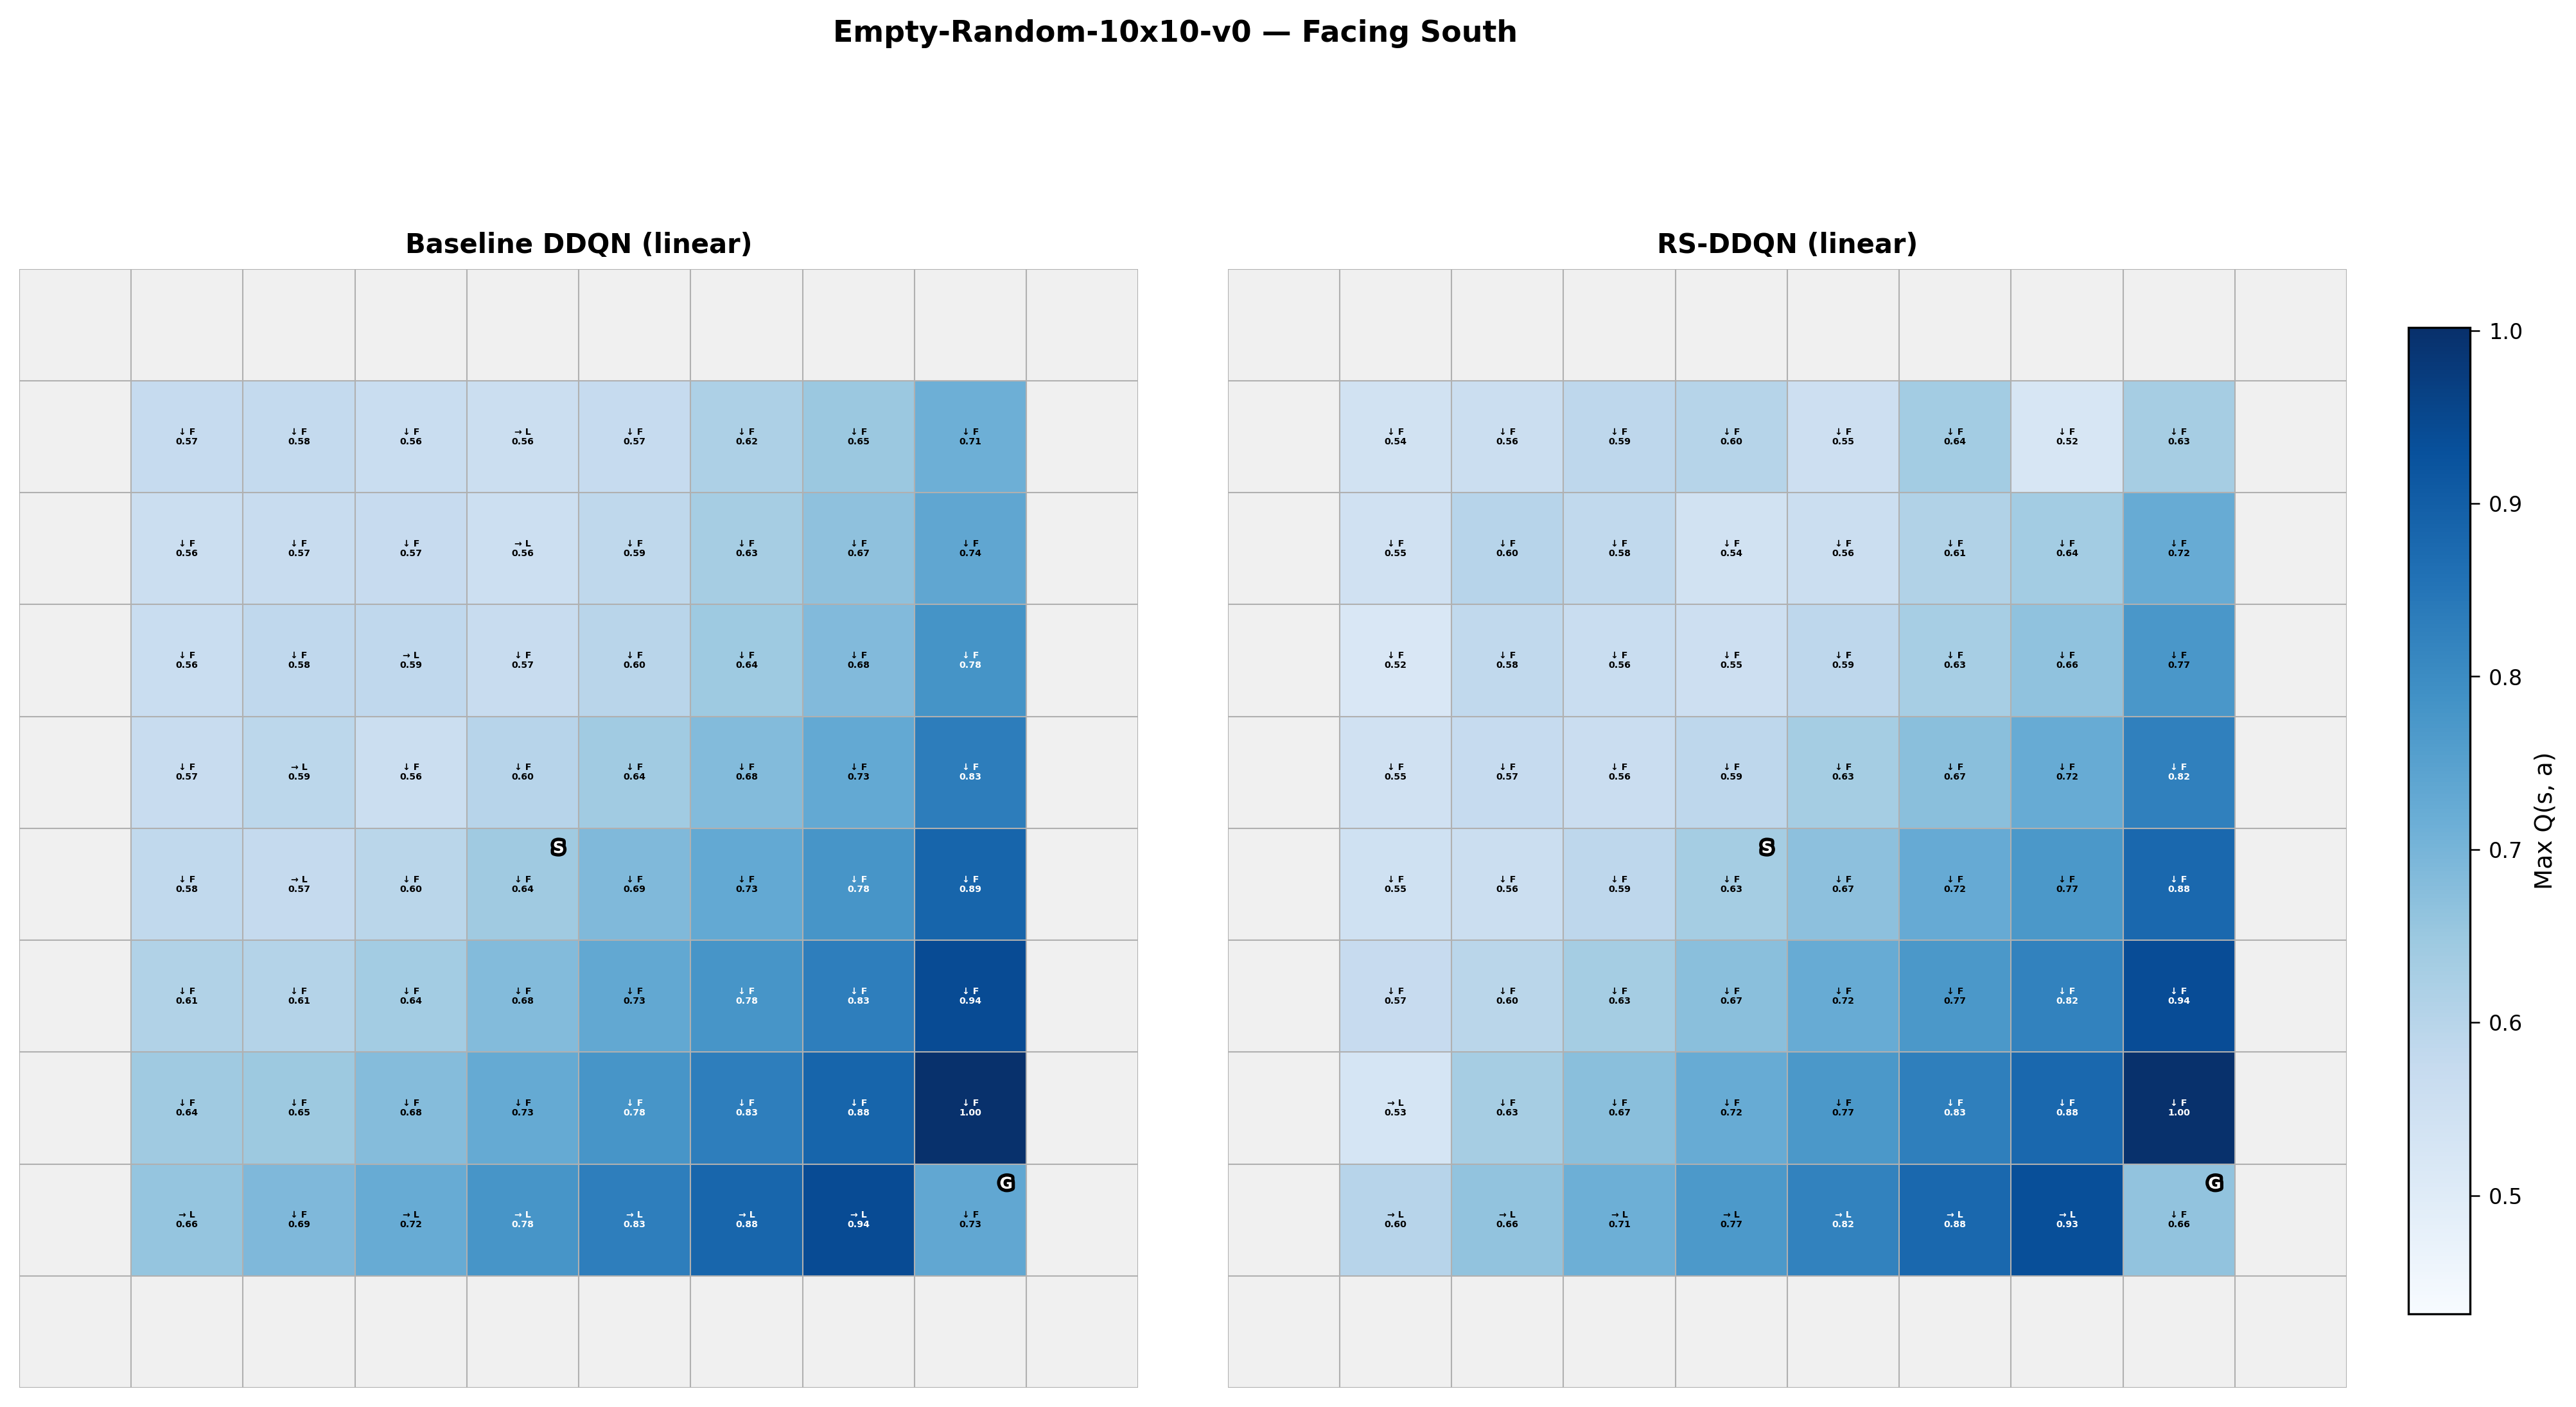 Empty-Random-10x10-v0 — Facing South
Baseline DDQN (linear)
↓ F ↓ F ↓ F → L ↓ F ↓ F ↓ F ↓ F
0.57 0.58 0.56 0.56 0.57 0.62 0.65 0.71
↓ F ↓ F ↓ F → L ↓ F ↓ F ↓ F ↓ F
0.56 0.57 0.57 0.56 0.59 0.63 0.67 0.74
↓ F ↓ F → L ↓ F ↓ F ↓ F ↓ F ↓ F
0.56 0.58 0.59 0.57 0.60 0.64 0.68 0.78
↓ F → L ↓ F ↓ F ↓ F ↓ F ↓ F ↓ F
0.57 0.59 0.56 0.60 0.64 0.68 0.73 0.83
S
↓ F → L ↓ F ↓ F ↓ F ↓ F ↓ F ↓ F
0.58 0.57 0.60 0.64 0.69 0.73 0.78 0.89
↓ F ↓ F ↓ F ↓ F ↓ F ↓ F ↓ F ↓ F
0.61 0.61 0.64 0.68 0.73 0.78 0.83 0.94
↓ F ↓ F ↓ F ↓ F ↓ F ↓ F ↓ F ↓ F
0.64 0.65 0.68 0.73 0.78 0.83 0.88 1.00
G
→ L ↓ F → L → L → L → L → L ↓ F
0.66 0.69 0.72 0.78 0.83 0.88 0.94 0.73
RS-DDQN (linear)
↓ F ↓ F ↓ F ↓ F ↓ F ↓ F ↓ F ↓ F
0.54 0.56 0.59 0.60 0.55 0.64 0.52 0.63
↓ F ↓ F ↓ F ↓ F ↓ F ↓ F ↓ F ↓ F
0.55 0.60 0.58 0.54 0.56 0.61 0.64 0.72
↓ F ↓ F ↓ F ↓ F ↓ F ↓ F ↓ F ↓ F
0.52 0.58 0.56 0.55 0.59 0.63 0.66 0.77
↓ F ↓ F ↓ F ↓ F ↓ F ↓ F ↓ F ↓ F
0.55 0.57 0.56 0.59 0.63 0.67 0.72 0.82
S
↓ F ↓ F ↓ F ↓ F ↓ F ↓ F ↓ F ↓ F
0.55 0.56 0.59 0.63 0.67 0.72 0.77 0.88
↓ F ↓ F ↓ F ↓ F ↓ F ↓ F ↓ F ↓ F
0.57 0.60 0.63 0.67 0.72 0.77 0.82 0.94
→ L ↓ F ↓ F ↓ F ↓ F ↓ F ↓ F ↓ F
0.53 0.63 0.67 0.72 0.77 0.83 0.88 1.00
G
→ L → L → L → L → L → L → L ↓ F
0.60 0.66 0.71 0.77 0.82 0.88 0.93 0.66
1.0
0.9
0.8
0.7
0.6
0.5
Max Q(s, a)